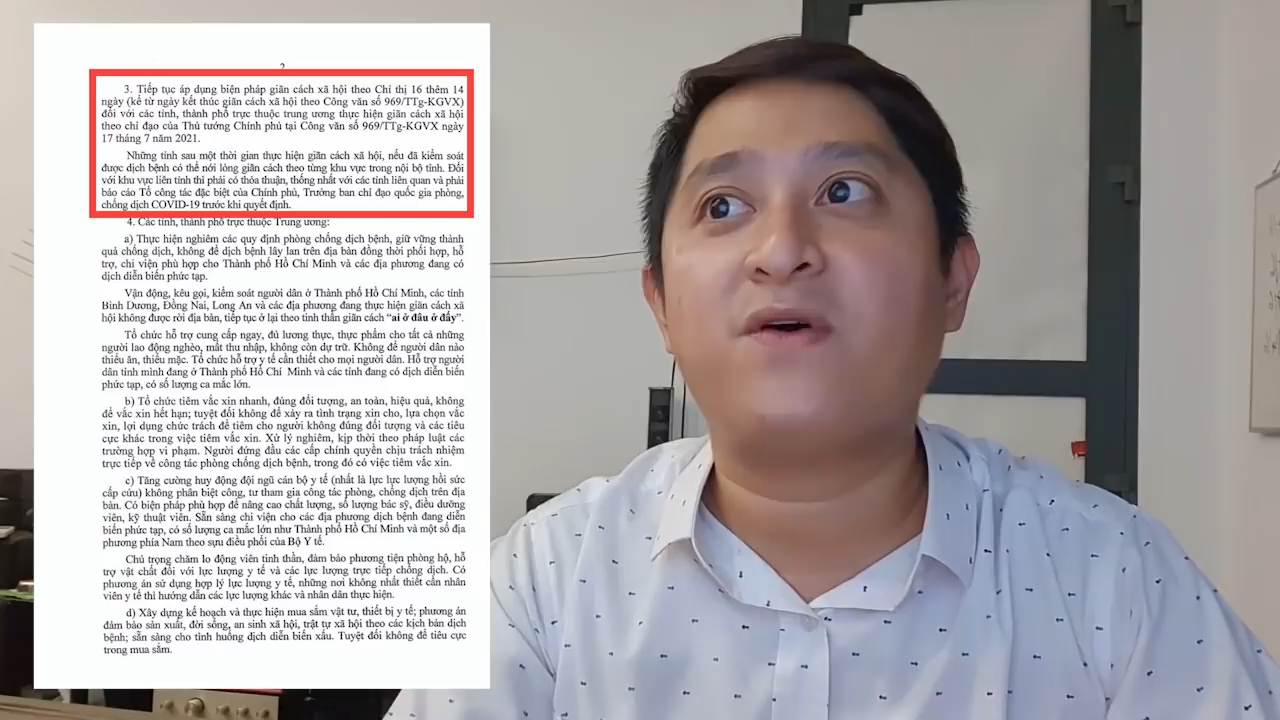 3. Tiếp tục áp dụng biện pháp giãn cách xã hội theo Chỉ thị 16 thêm 14
ngày (kể từ ngày kết thúc giãn cách xã hội theo Công văn số 969/TTg-KGVX)
đối với các tỉnh, thành phố trực thuộc trung ương thực hiện giãn cách xã hội
theo chỉ đạo của Thủ tướng Chính phủ tại Công văn số 969/TTg-KGVX ngày
17 tháng 7 năm 2021.
Những tỉnh sau một thời gian thực hiện giãn cách xã hội, nếu đã kiểm soát
được dịch bệnh có thể nới lỏng giãn cách theo từng khu vực trong nội bộ tỉnh. Đối
với khu vực liên tỉnh thì phải có thỏa thuận, thống nhất với các tỉnh liên quan và phải
báo cáo Tổ công tác đặc biệt của Chính phủ, Trưởng ban chỉ đạo quốc gia phòng,
chống dịch COVID-19 trước khi quyết định.
4. Các tỉnh, thành phố trực thuộc Trung ương:
a) Thực hiện nghiêm các quy định phòng chống dịch bệnh, giữ vững thành
quả chống dịch, không để dịch bệnh lây lan trên địa bàn đồng thời phối hợp, hỗ
trợ, chi viện phù hợp cho Thành phố Hồ Chí Minh và các địa phương đang có
dịch diễn biến phức tạp.
Vận động, kêu gọi, kiểm soát người dân ở Thành phố Hồ Chí Minh, các tỉnh
Bình Dương, Đồng Nai, Long An và các địa phương đang thực hiện giãn cách xã
hội không được rời địa bàn, tiếp tục ở lại theo tinh thần giãn cách “ai ở đâu ở đấy”.
Tổ chức hỗ trợ cung cấp ngay, đủ lương thực, thực phẩm cho tất cả những
người lao động nghèo, mất thu nhập, không còn dự trữ. Không để người dân nào
thiếu ăn, thiếu mặc. Tổ chức hỗ trợ y tế cần thiết cho mọi người dân. Hỗ trợ người
dân tỉnh mình đang ở Thành phố Hồ Chí Minh và các tỉnh đang có dịch diễn biến
phức tạp, có số lượng ca mắc lớn.
b) Tổ chức tiêm vắc xin nhanh, đúng đối tượng, an toàn, hiệu quả, không
để vắc xin hết hạn; tuyệt đối không để xảy ra tình trạng xin cho, lựa chọn vắc
xin, lợi dụng chức trách để tiêm cho người không đúng đối tượng và các tiêu
cực khác trong việc tiêm vắc xin. Xử lý nghiêm, kịp thời theo pháp luật các
trường hợp vi phạm. Người đứng đầu các cấp chính quyền chịu trách nhiệm
trực tiếp về công tác phòng chống dịch bệnh, trong đó có việc tiêm vắc xin.
c) Tăng cường huy động đội ngũ cán bộ y tế (nhất là lực lực lượng hồi sức
cấp cứu) không phân biệt công, tư tham gia công tác phòng, chống dịch trên địa
bàn. Có biện pháp phù hợp để nâng cao chất lượng, số lượng bác sỹ, điều dưỡng
viên, kỹ thuật viên. Sẵn sàng chi viện cho các địa phương dịch bệnh đang diễn
biến phức tạp, có số lượng ca mắc lớn như Thành phố Hồ Chí Minh và một số địa
phương phía Nam theo sựu điều phối của Bộ Y tế.
Chú trọng chăm lo động viên tinh thần, đảm bảo phương tiện phòng hộ, hỗ
trợ vật chất đối với lực lượng y tế và các lực lượng trực tiếp chống dịch. Có
phương án sử dụng hợp lý lực lượng y tế, những nơi không nhất thiết cần nhân
viên y tế thì hướng dẫn các lực lượng khác và nhân dân thực hiện.
d) Xây dựng kế hoạch và thực hiện mua sắm vật tư, thiết bị y tế; phương án
đảm bảo sản xuất, đời sống, an sinh xã hội, trật tự xã hội theo các kịch bản dịch
bệnh; sẵn sàng cho tình huống dịch diễn biến xấu. Tuyệt đối không để tiêu cực
trong mua sắm.